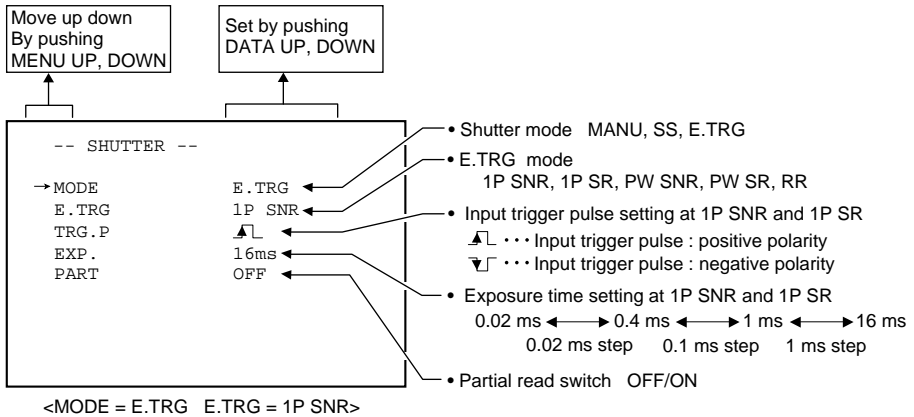 Move up down
By pushing
MENU UP, DOWN
Set by pushing
DATA UP, DOWN
-- SHUTTER --
→MODE E.TRG
E.TRG 1P SNR
TRG.P
EXP. 16ms
PART OFF
• Shutter mode MANU, SS, E.TRG
• E.TRG mode
1P SNR, 1P SR, PW SNR, PW SR, RR
• Input trigger pulse setting at 1P SNR and 1P SR
··· Input trigger pulse : positive polarity
··· Input trigger pulse : negative polarity
• Exposure time setting at 1P SNR and 1P SR
0.02 ms ↔ 0.4 ms ↔ 1 ms ↔ 16 ms
0.02 ms step 0.1 ms step 1 ms step
• Partial read switch OFF/ON
<MODE = E.TRG E.TRG = 1P SNR>